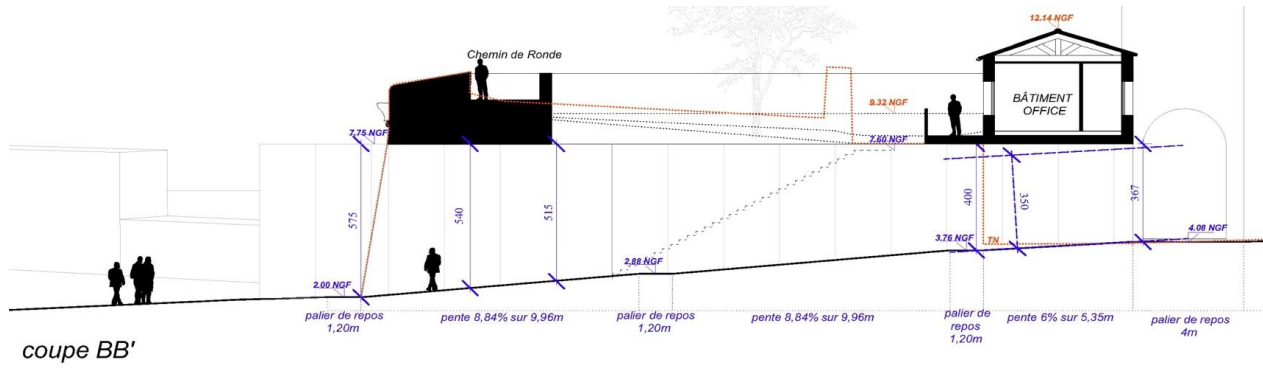 12.14 NGF
Chemin de Ronde
BÂTIMENT
OFFICE
9.32 NGF
7.75 NGF
7.60 NGF
575
540
515
400
350
367
TN
4.08 NGF
3.76 NGF
2.88 NGF
2.00 NGF
palier de repos
1,20m
pente 8,84% sur 9,96m
palier de repos
1,20m
pente 8,84% sur 9,96m
palier de
repos
1,20m
pente 6% sur 5,35m
palier de repos
4m
coupe BB'